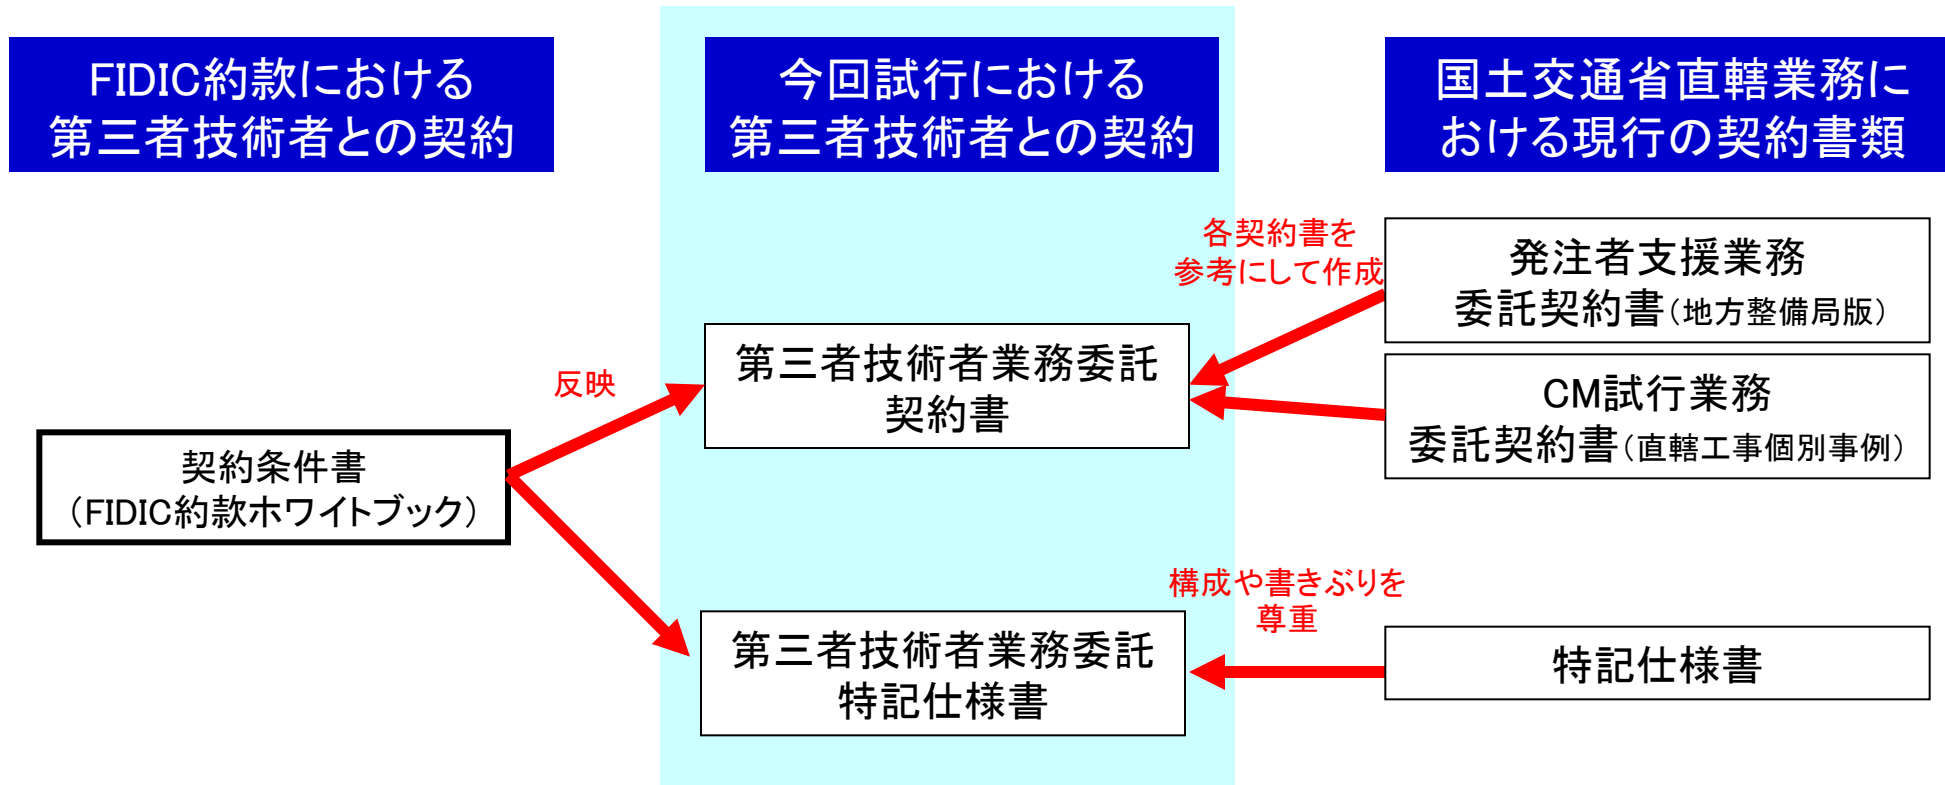 FIDIC約款における
第三者技術者との契約
今回試行における
第三者技術者との契約
国土交通省直轄業務に
おける現行の契約書類
各契約書を
参考にして作成
発注者支援業務
委託契約書(地方整備局版)
第三者技術者業務委託
契約書
反映
CM試行業務
委託契約書(直轄工事個別事例)
契約条件書
(FIDIC約款ホワイトブック)
構成や書きぶりを
尊重
第三者技術者業務委託
特記仕様書
特記仕様書